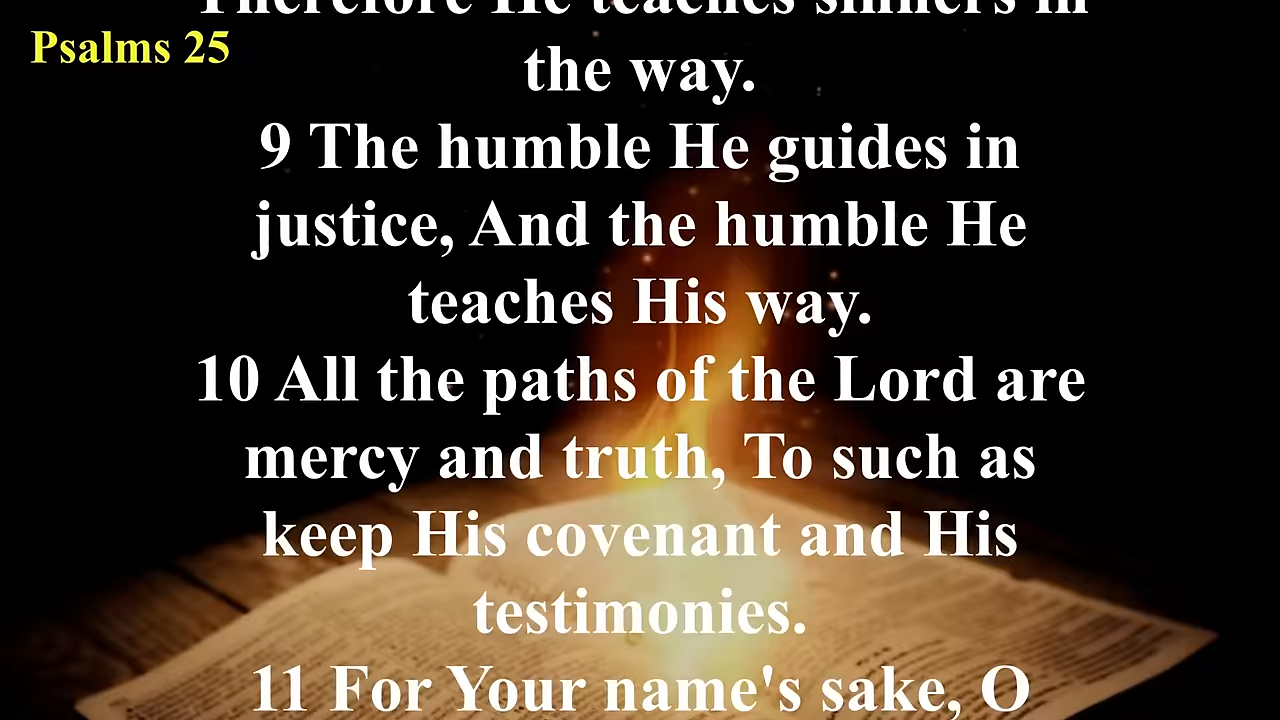 Therefore He teaches sinners in
Psalms 25
the way.
9 The humble He guides in
justice, And the humble He
teaches His way.
10 All the paths of the Lord are
mercy and truth, To such as
keep His covenant and His
testimonies.
11 For Your name's sake, O